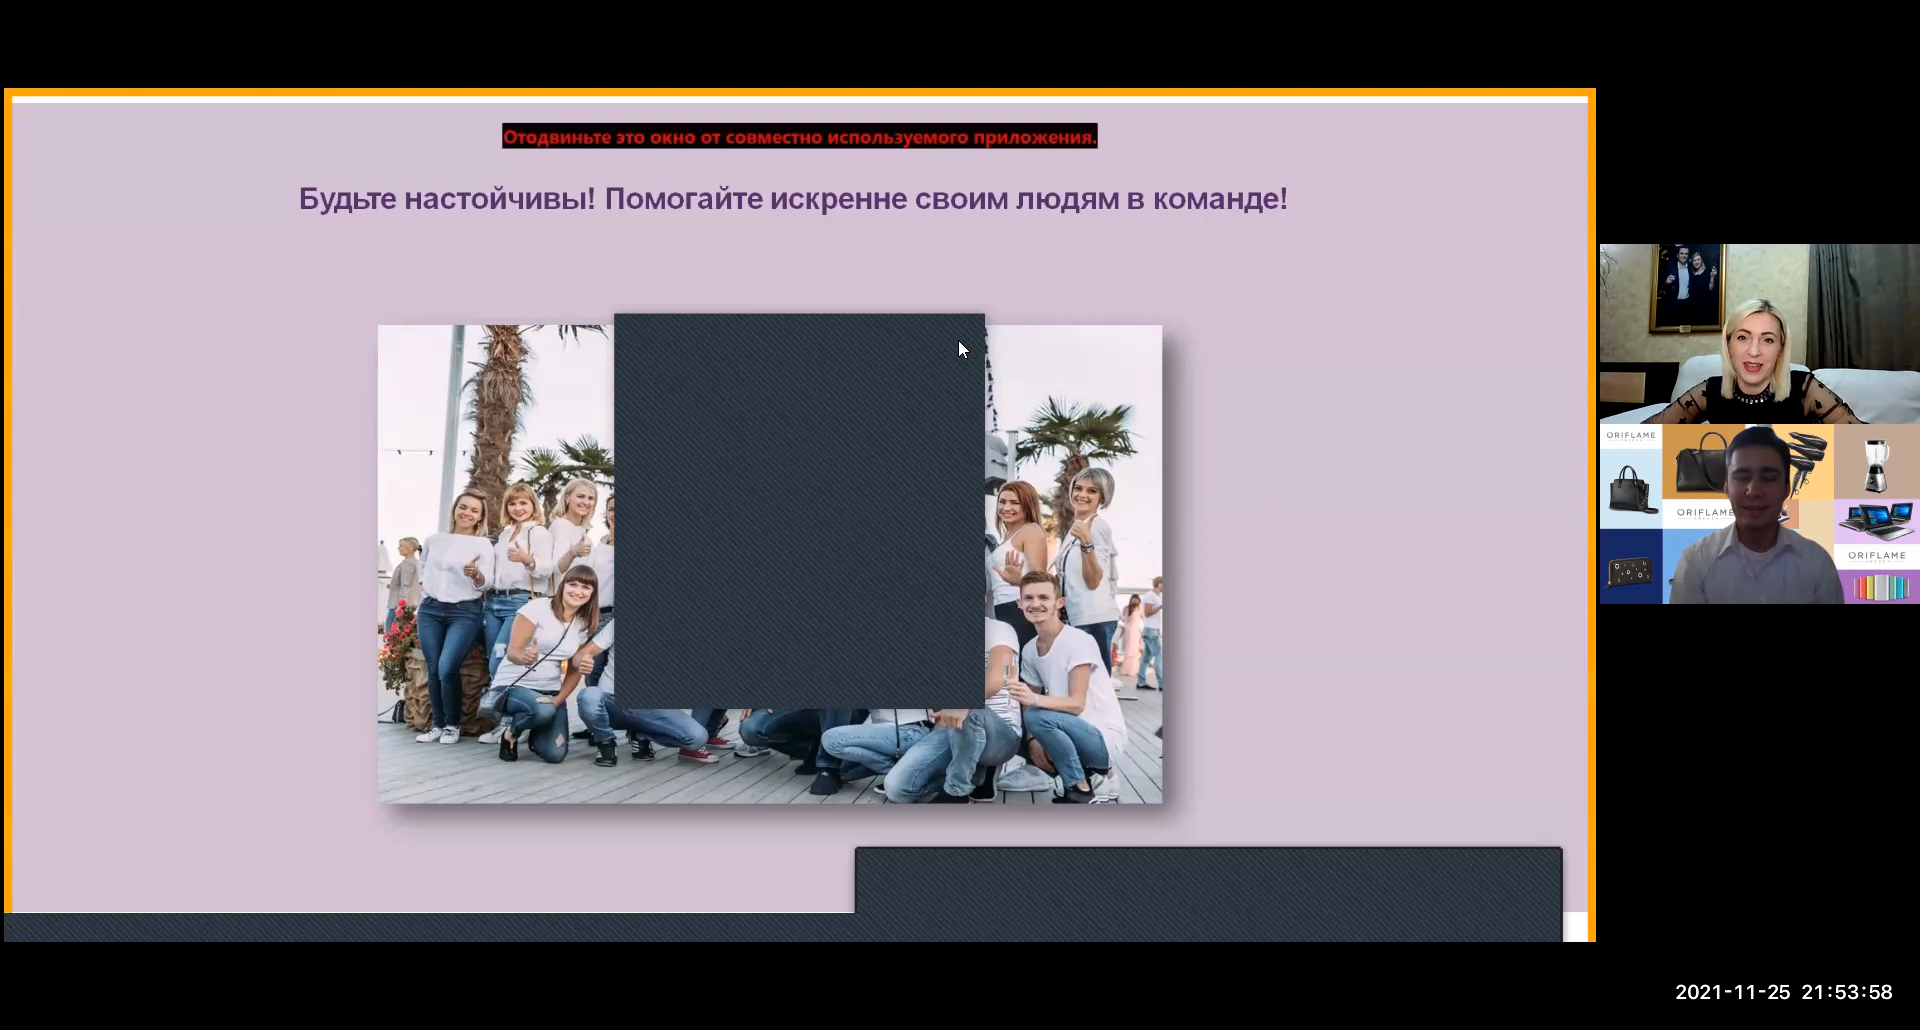 Отодвиньте это окно от совместно используемого приложения.
Будьте настойчивы! Помогайте искренне своим людям в команде!
ORIFLAME
ORIFLAME
ORIFLAME
2021-11-25 21:53:58